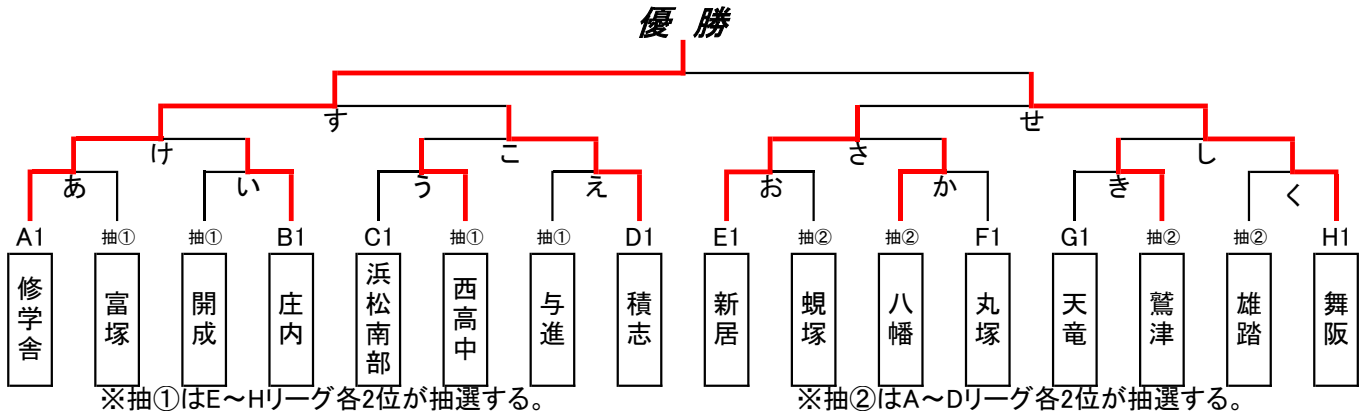 優 勝
す
せ
け
こ
さ
し
あ
い
う
え
お
か
き
く
A1 抽① 抽① B1 C1 抽① 抽① D1 E1 抽② 抽② F1 G1 抽② 抽② H1
修学舎 富塚 開成 庄内 浜松南部 西高中 与進 積志 新居 蜆塚 八幡 丸塚 天竜 鷲津 雄踏 舞阪
※抽①はE～Hリーグ各2位が抽選する。
※抽②はA～Dリーグ各2位が抽選する。